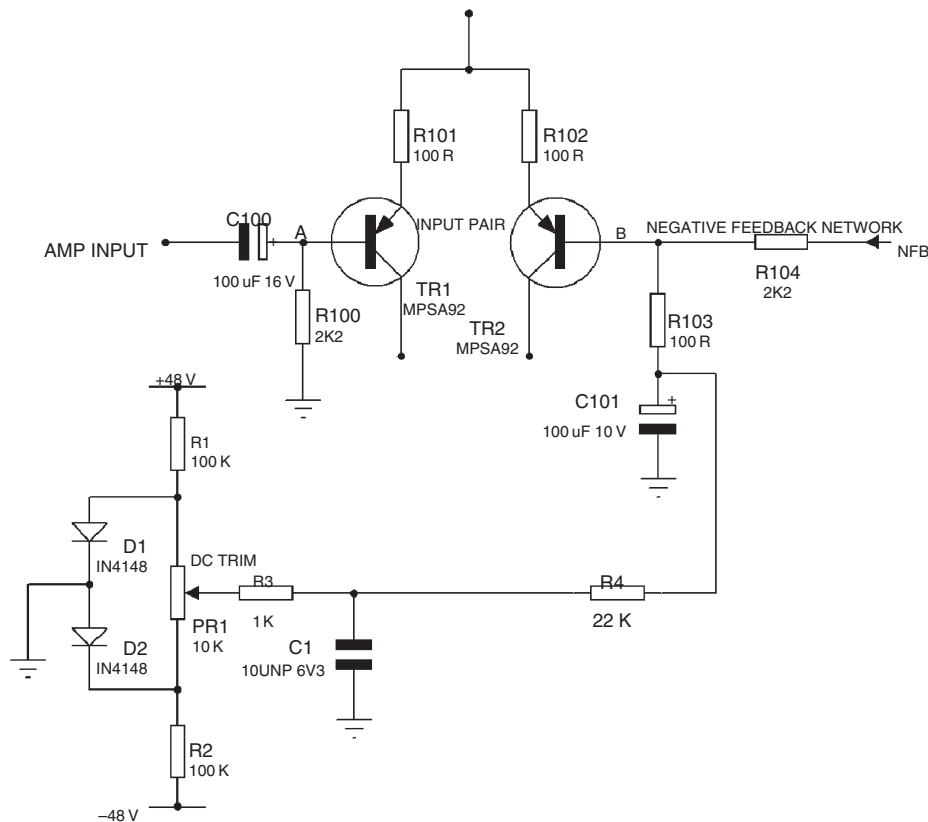 R101
100 R
R102
100 R
C100
+
A
INPUT PAIR
B
NEGATIVE FEEDBACK NETWORK
AMP INPUT
NFB
100 uF 16 V
R104
2K2
TR1
MPSA92
R100
2K2
TR2
MPSA92
R103
100 R
+48 V
C101
+
100 uF 10 V
R1
100 K
D1
IN4148
DC TRIM
R3
1 K
R4
22 K
PR1
10 K
D2
IN4148
C1
10UNP 6V3
R2
100 K
–48 V